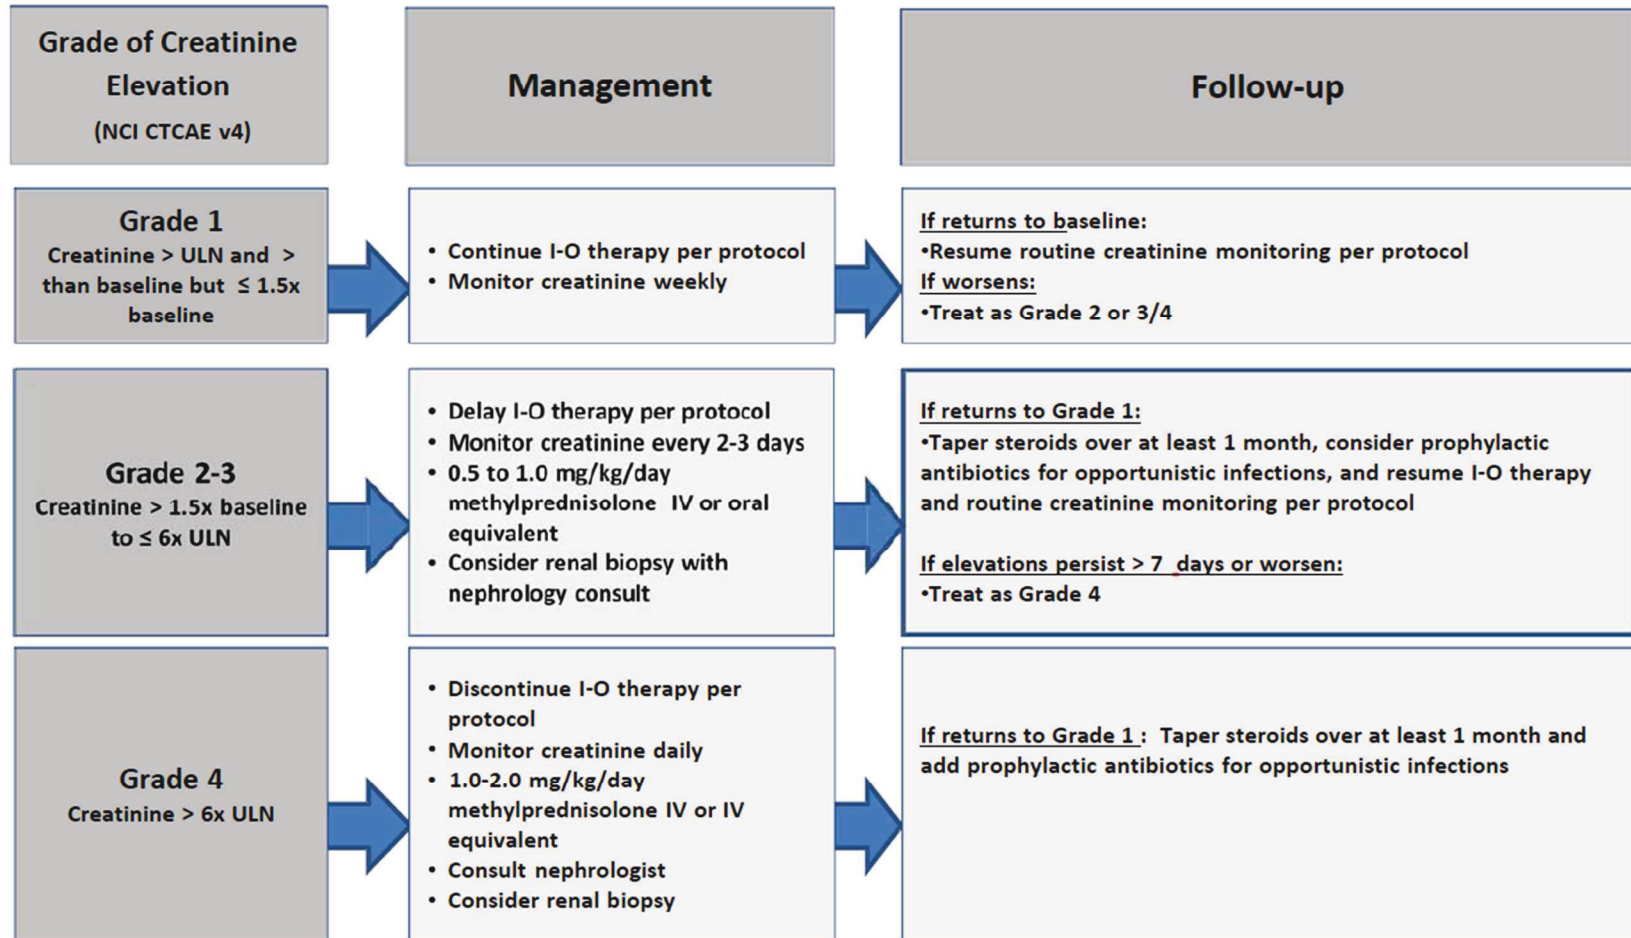 Grade of Creatinine
Elevation
(NCI CTCAE v4)
Management
Follow-up
Grade 1
Creatinine > ULN and >
than baseline but ≤ 1.5x
baseline
• Continue I-O therapy per protocol
• Monitor creatinine weekly
If returns to baseline:
•Resume routine creatinine monitoring per protocol
If worsens:
•Treat as Grade 2 or 3/4
Grade 2-3
Creatinine > 1.5x baseline
to ≤ 6x ULN
• Delay I-O therapy per protocol
• Monitor creatinine every 2-3 days
• 0.5 to 1.0 mg/kg/day
methylprednisolone IV or oral
equivalent
• Consider renal biopsy with
nephrology consult
If returns to Grade 1:
•Taper steroids over at least 1 month, consider prophylactic
antibiotics for opportunistic infections, and resume I-O therapy
and routine creatinine monitoring per protocol
If elevations persist > 7 days or worsen:
•Treat as Grade 4
Grade 4
Creatinine > 6x ULN
• Discontinue I-O therapy per
protocol
• Monitor creatinine daily
• 1.0-2.0 mg/kg/day
methylprednisolone IV or IV
equivalent
• Consult nephrologist
• Consider renal biopsy
If returns to Grade 1 : Taper steroids over at least 1 month and
add prophylactic antibiotics for opportunistic infections